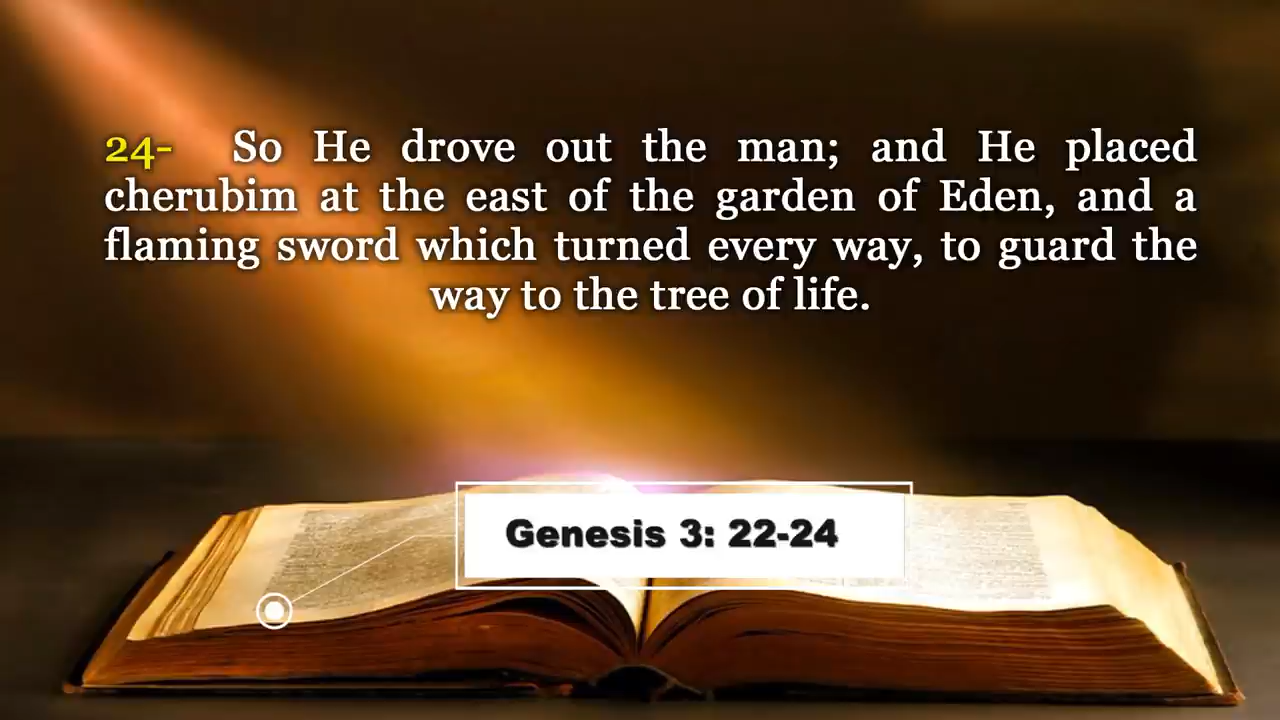 24- So He drove out the man; and He placed
cherubim at the east of the garden of Eden, and a
flaming sword which turned every way, to guard the
way to the tree of life.
Genesis 3: 22-24